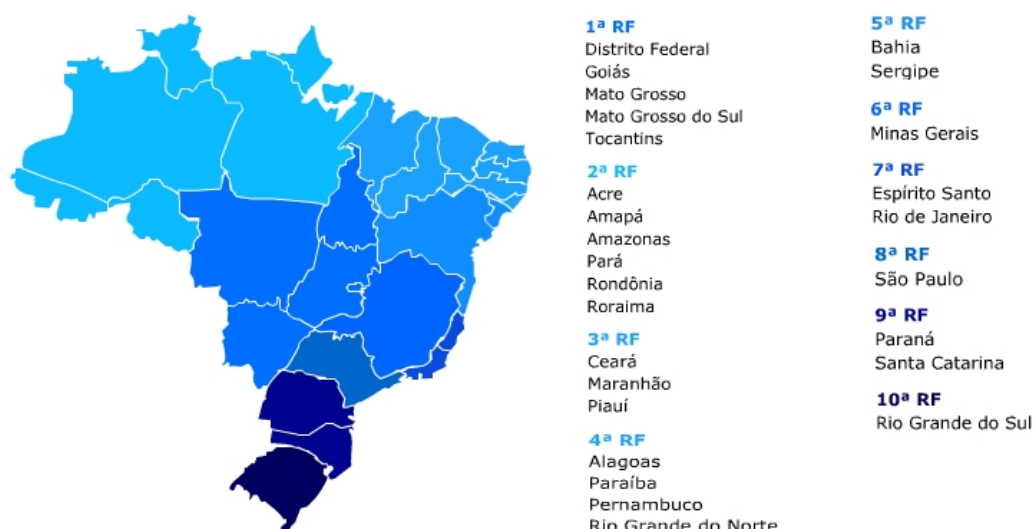 1ª RF
Distrito Federal
Goiás
Mato Grosso
Mato Grosso do Sul
Tocantins
2ª RF
Acre
Amapá
Amazonas
Pará
Rondônia
Roraima
3ª RF
Ceará
Maranhão
Piauí
4ª RF
Alagoas
Paraíba
Pernambuco
Rio Grande do Norte
5ª RF
Bahia
Sergipe
6ª RF
Minas Gerais
7ª RF
Espírito Santo
Rio de Janeiro
8ª RF
São Paulo
9ª RF
Paraná
Santa Catarina
10ª RF
Rio Grande do Sul